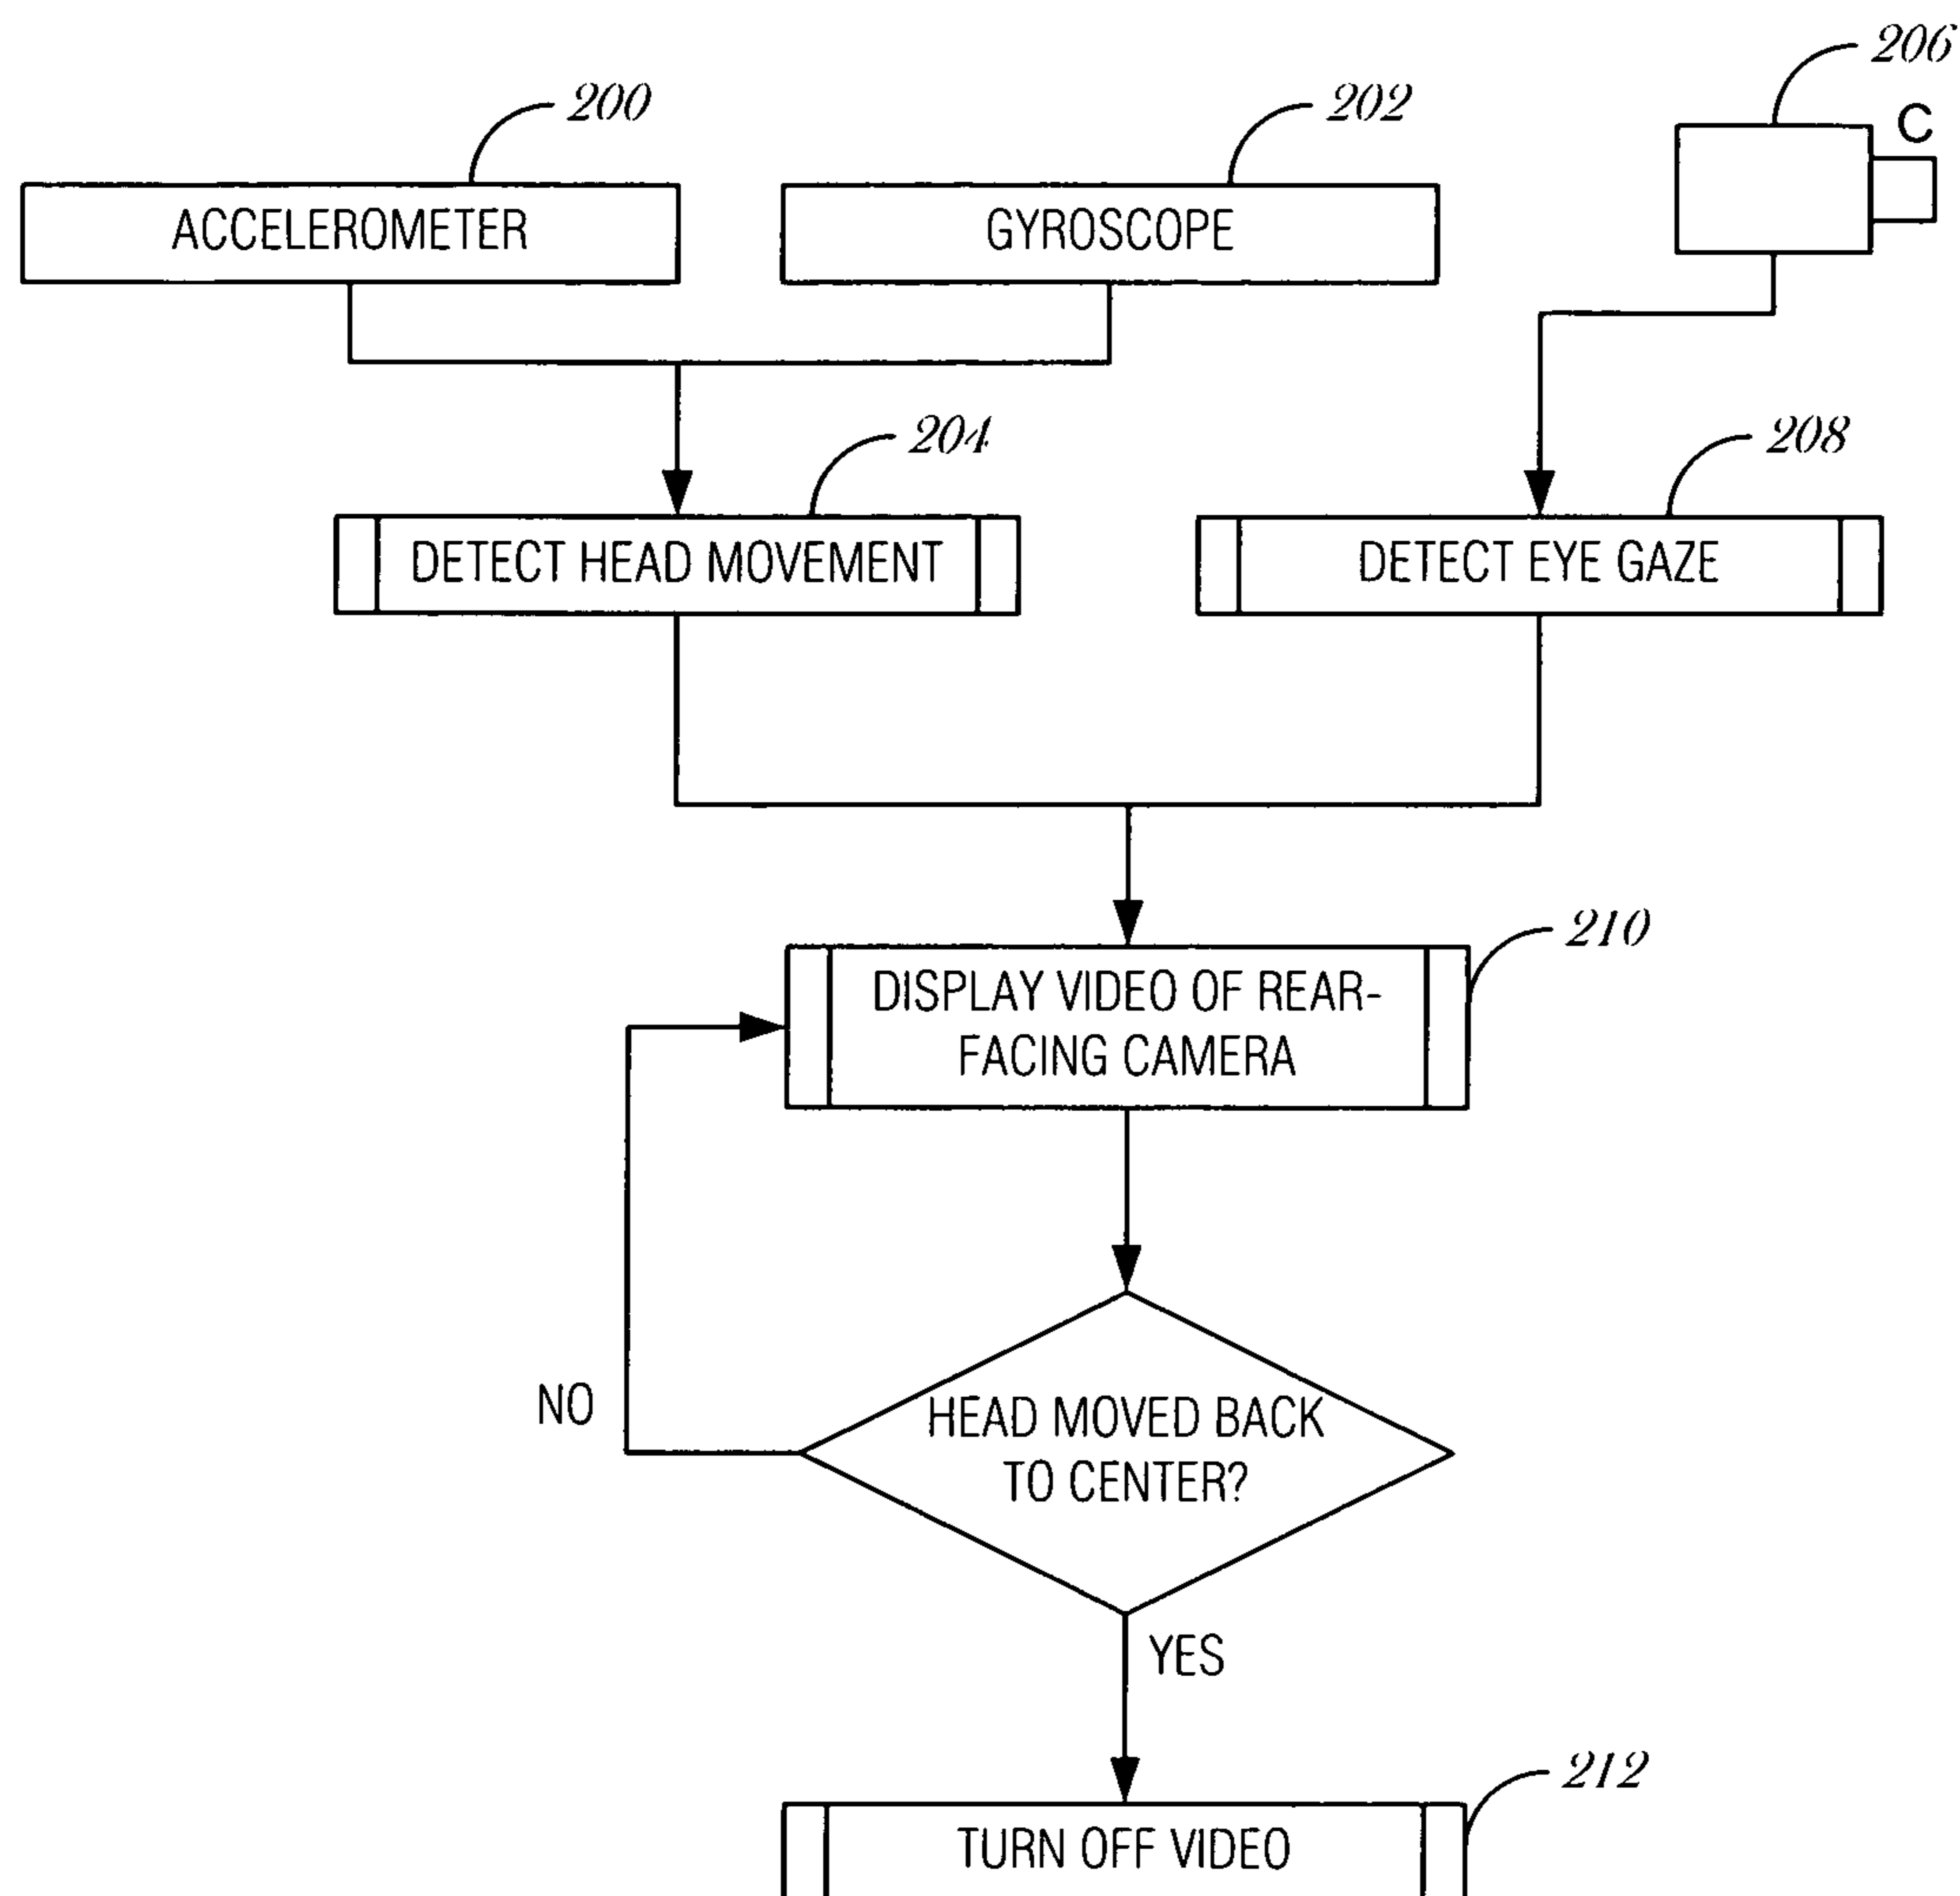 206
200
202
C
ACCELEROMETER
GYROSCOPE
204
208
DETECT HEAD MOVEMENT
DETECT EYE GAZE
210
DISPLAY VIDEO OF REAR-
FACING CAMERA
NO
HEAD MOVED BACK
TO CENTER?
YES
212
TURN OFF VIDEO